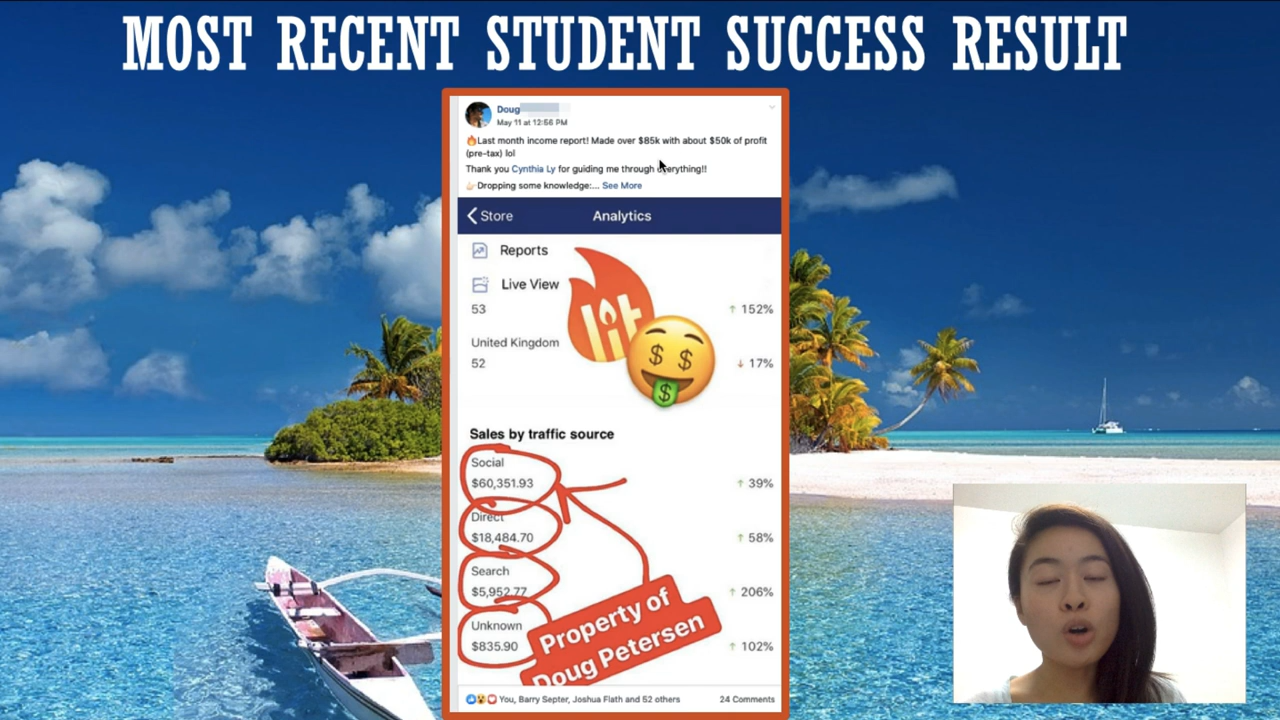 MOST RECENT STUDENT SUCCESS RESULT
Doug
May 11 at 12:56 PM
🔥Last month income report! Made over $85k with about $50k of profit
(pre-tax) lol
Thank you Cynthia Ly for guiding me through everything!!
👉🏻Dropping some knowledge:... See More
Store
Analytics
Reports
Live View
53
↑ 152%
United Kingdom
52
↓ 17%
lit
Sales by traffic source
Social
$60,351.93
↑ 39%
Direct
$18,484.70
↑ 58%
Search
$5,952.77
↑ 206%
Unknown
$835.90
↑ 102%
Property of
Doug Petersen
You, Barry Septer, Joshua Flath and 52 others
24 Comments